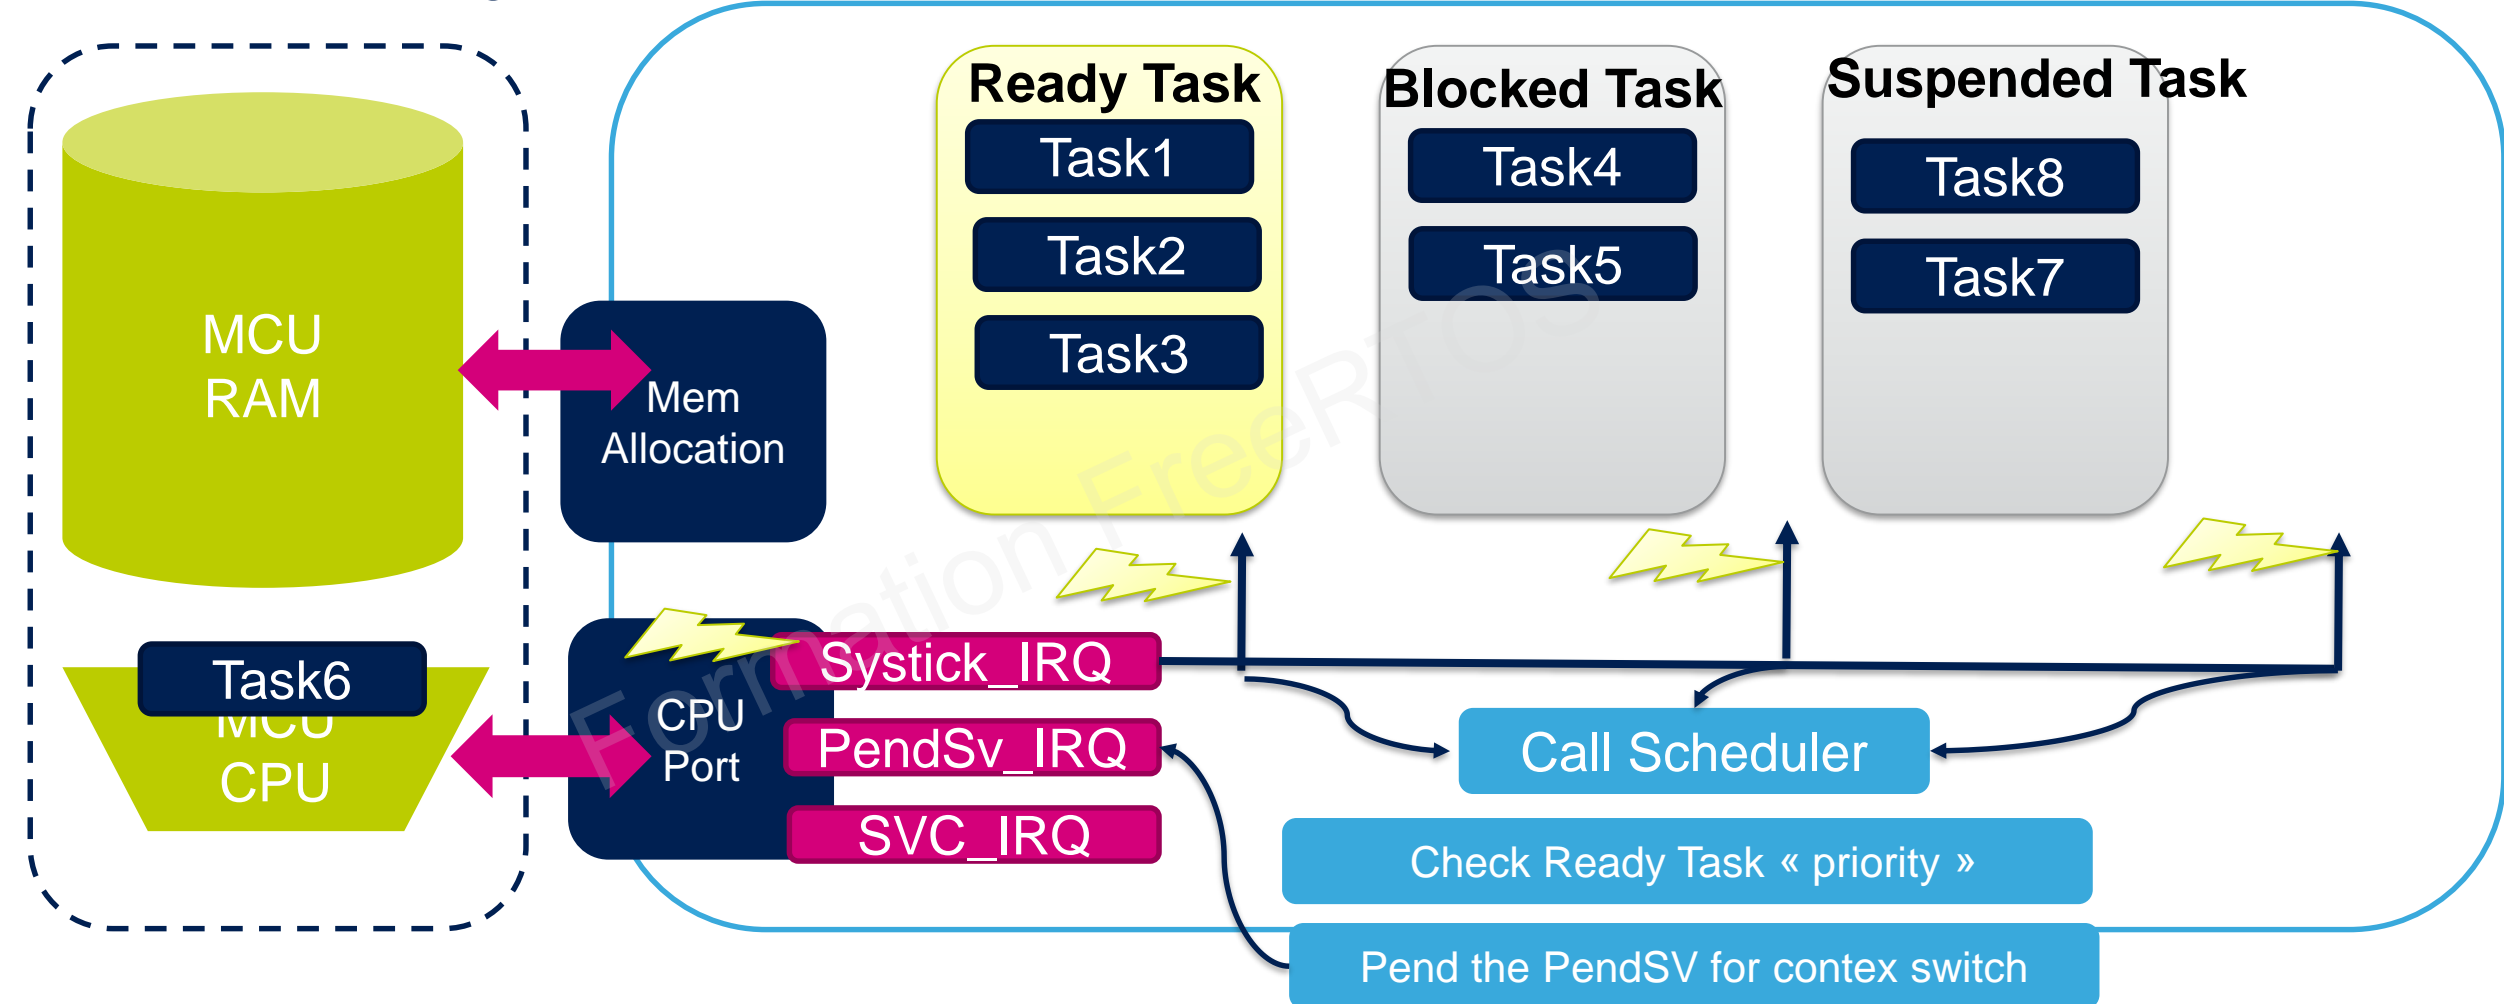 Ready Task
Task1
Task2
Task3
Blocked Task
Task4
Task5
Suspended Task
Task8
Task7
MCU
RAM
Mem
Allocation
Task6
MCU
CPU
CPU
Port
Systick_IRQ
PendSv_IRQ
SVC_IRQ
Call Scheduler
Check Ready Task « priority »
Pend the PendSV for contex switch
Formation FreeRTOS